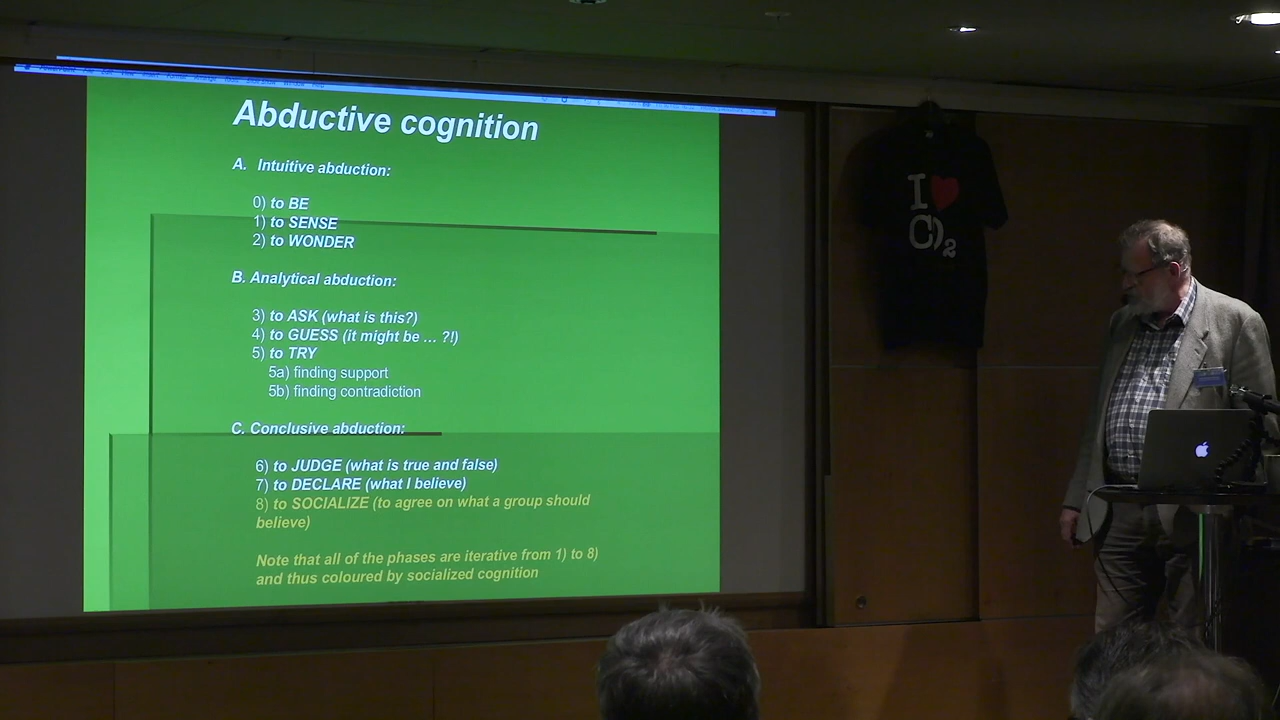 Abductive cognition
A. Intuitive abduction:
0) to BE
1) to SENSE
2) to WONDER
B. Analytical abduction:
3) to ASK (what is this?)
4) to GUESS (it might be ... ?!)
5) to TRY
5a) finding support
5b) finding contradiction
C. Conclusive abduction:
6) to JUDGE (what is true and false)
7) to DECLARE (what I believe)
8) to SOCIALIZE (to agree on what a group should
believe)
Note that all of the phases are iterative from 1) to 8)
and thus coloured by socialized cognition
I ❤
C)2